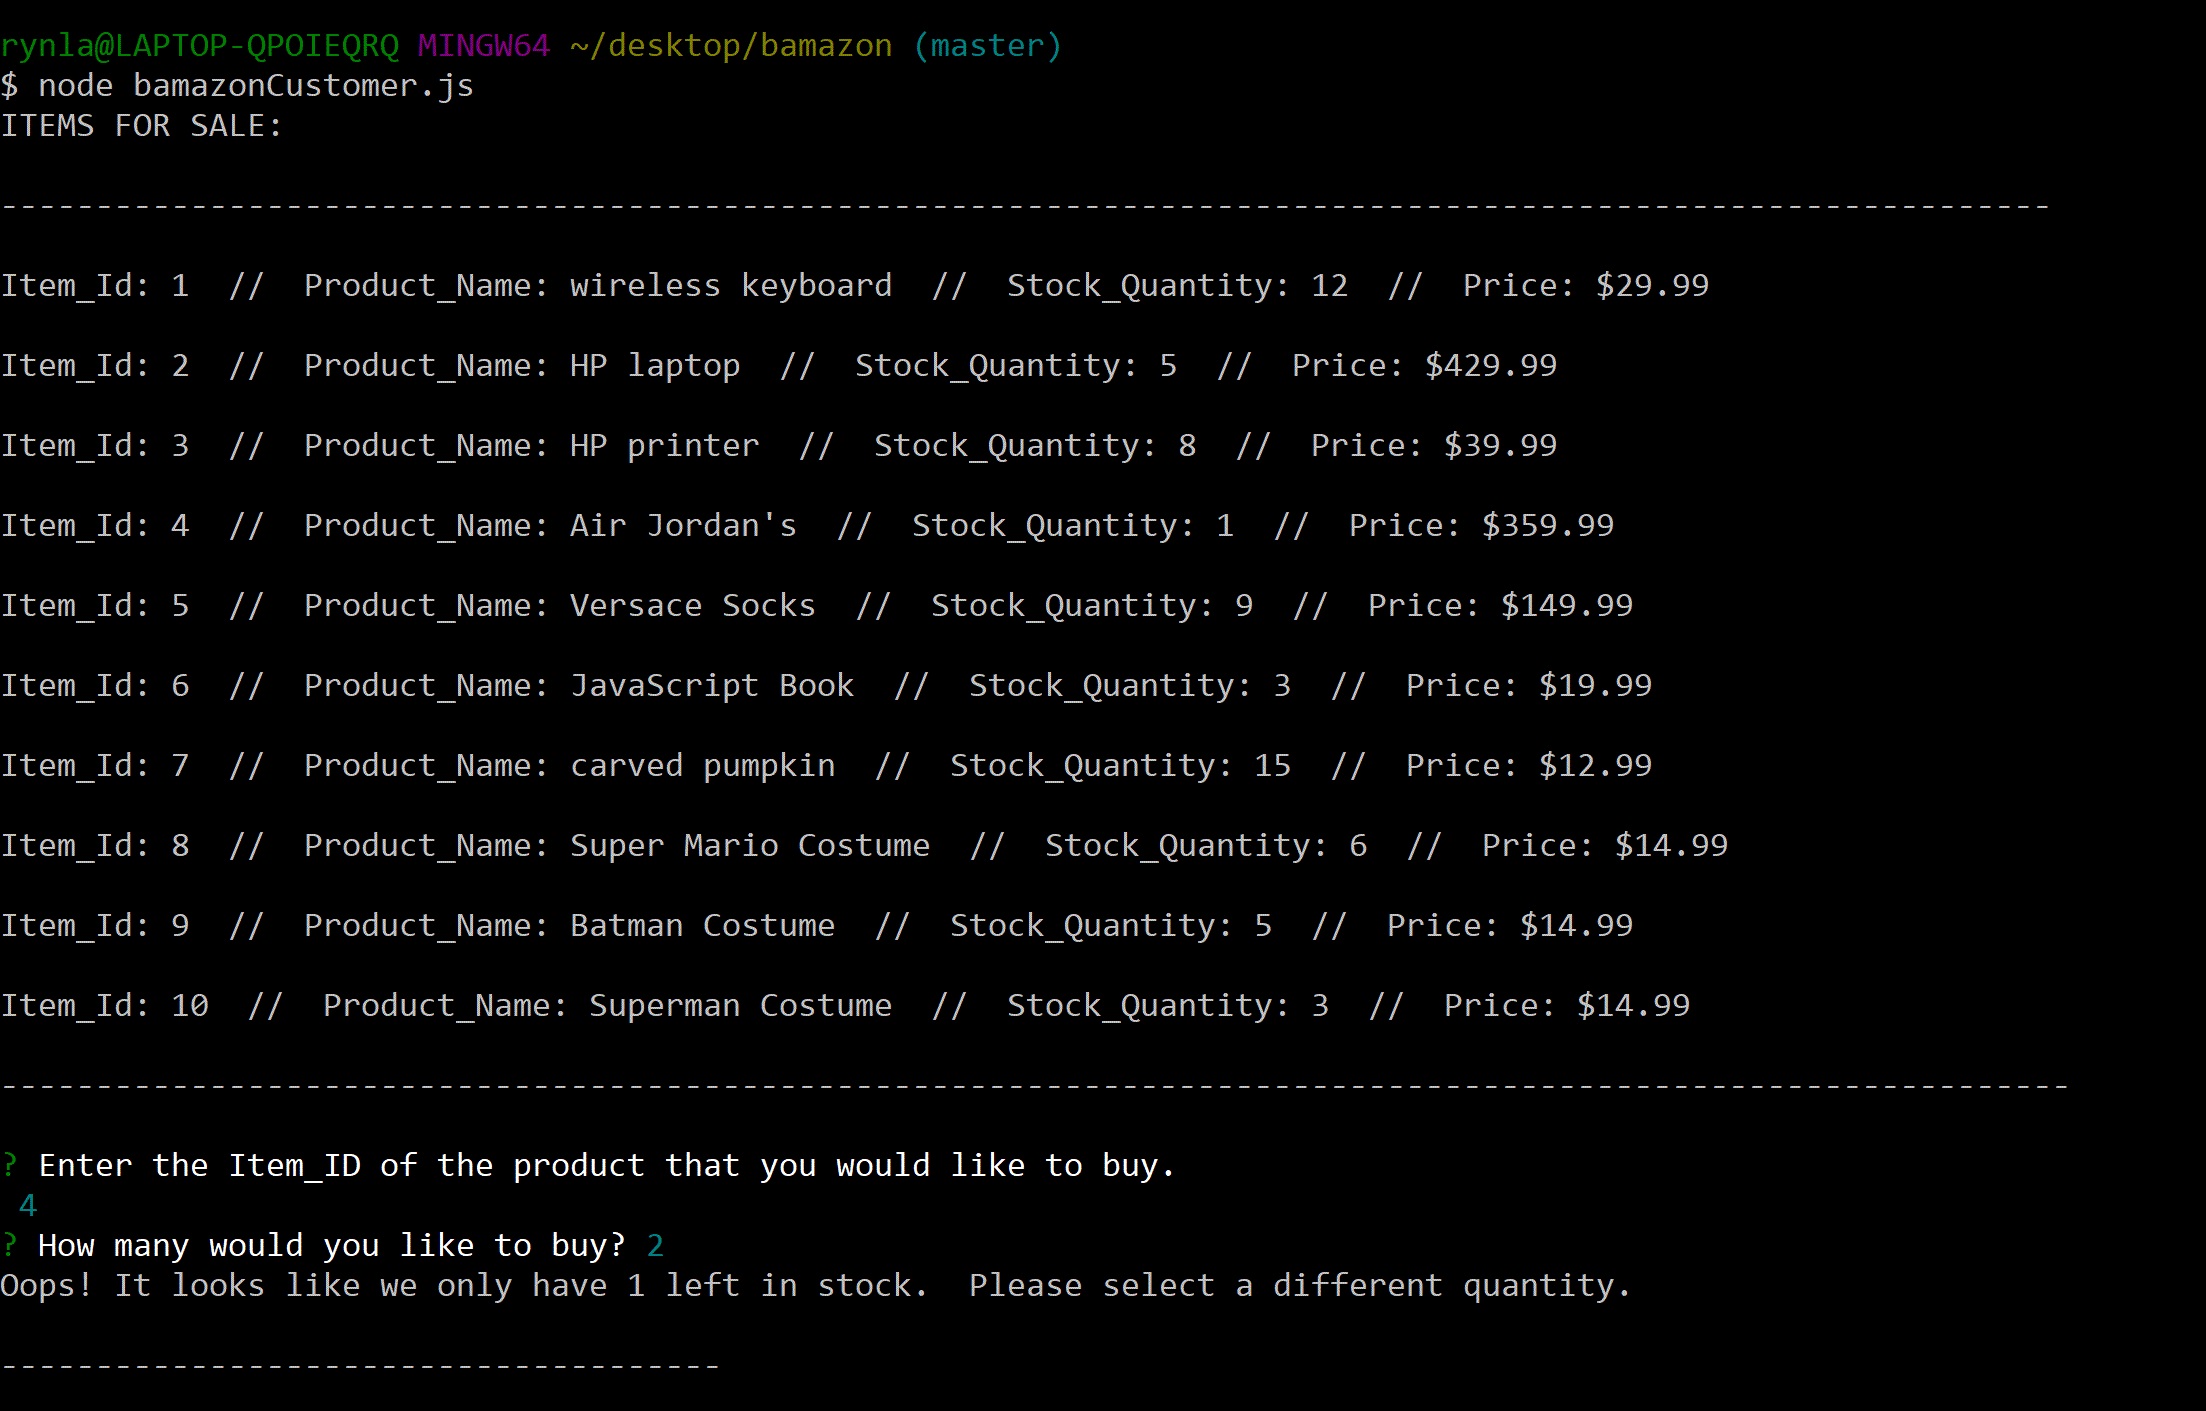 rynla@LAPTOP-QPOIEQRQ MINGW64 ~/desktop/bamazon (master)
$ node bamazonCustomer.js
ITEMS FOR SALE:
------------------------------------------------------------------------------------------------------------
Item_Id: 1  //  Product_Name: wireless keyboard  //  Stock_Quantity: 12  //  Price: $29.99
Item_Id: 2  //  Product_Name: HP laptop  //  Stock_Quantity: 5  //  Price: $429.99
Item_Id: 3  //  Product_Name: HP printer  //  Stock_Quantity: 8  //  Price: $39.99
Item_Id: 4  //  Product_Name: Air Jordan's  //  Stock_Quantity: 1  //  Price: $359.99
Item_Id: 5  //  Product_Name: Versace Socks  //  Stock_Quantity: 9  //  Price: $149.99
Item_Id: 6  //  Product_Name: JavaScript Book  //  Stock_Quantity: 3  //  Price: $19.99
Item_Id: 7  //  Product_Name: carved pumpkin  //  Stock_Quantity: 15  //  Price: $12.99
Item_Id: 8  //  Product_Name: Super Mario Costume  //  Stock_Quantity: 6  //  Price: $14.99
Item_Id: 9  //  Product_Name: Batman Costume  //  Stock_Quantity: 5  //  Price: $14.99
Item_Id: 10  //  Product_Name: Superman Costume  //  Stock_Quantity: 3  //  Price: $14.99
-------------------------------------------------------------------------------------------------------------
? Enter the Item_ID of the product that you would like to buy.
 4
? How many would you like to buy? 2
Oops! It looks like we only have 1 left in stock.  Please select a different quantity.
--------------------------------------